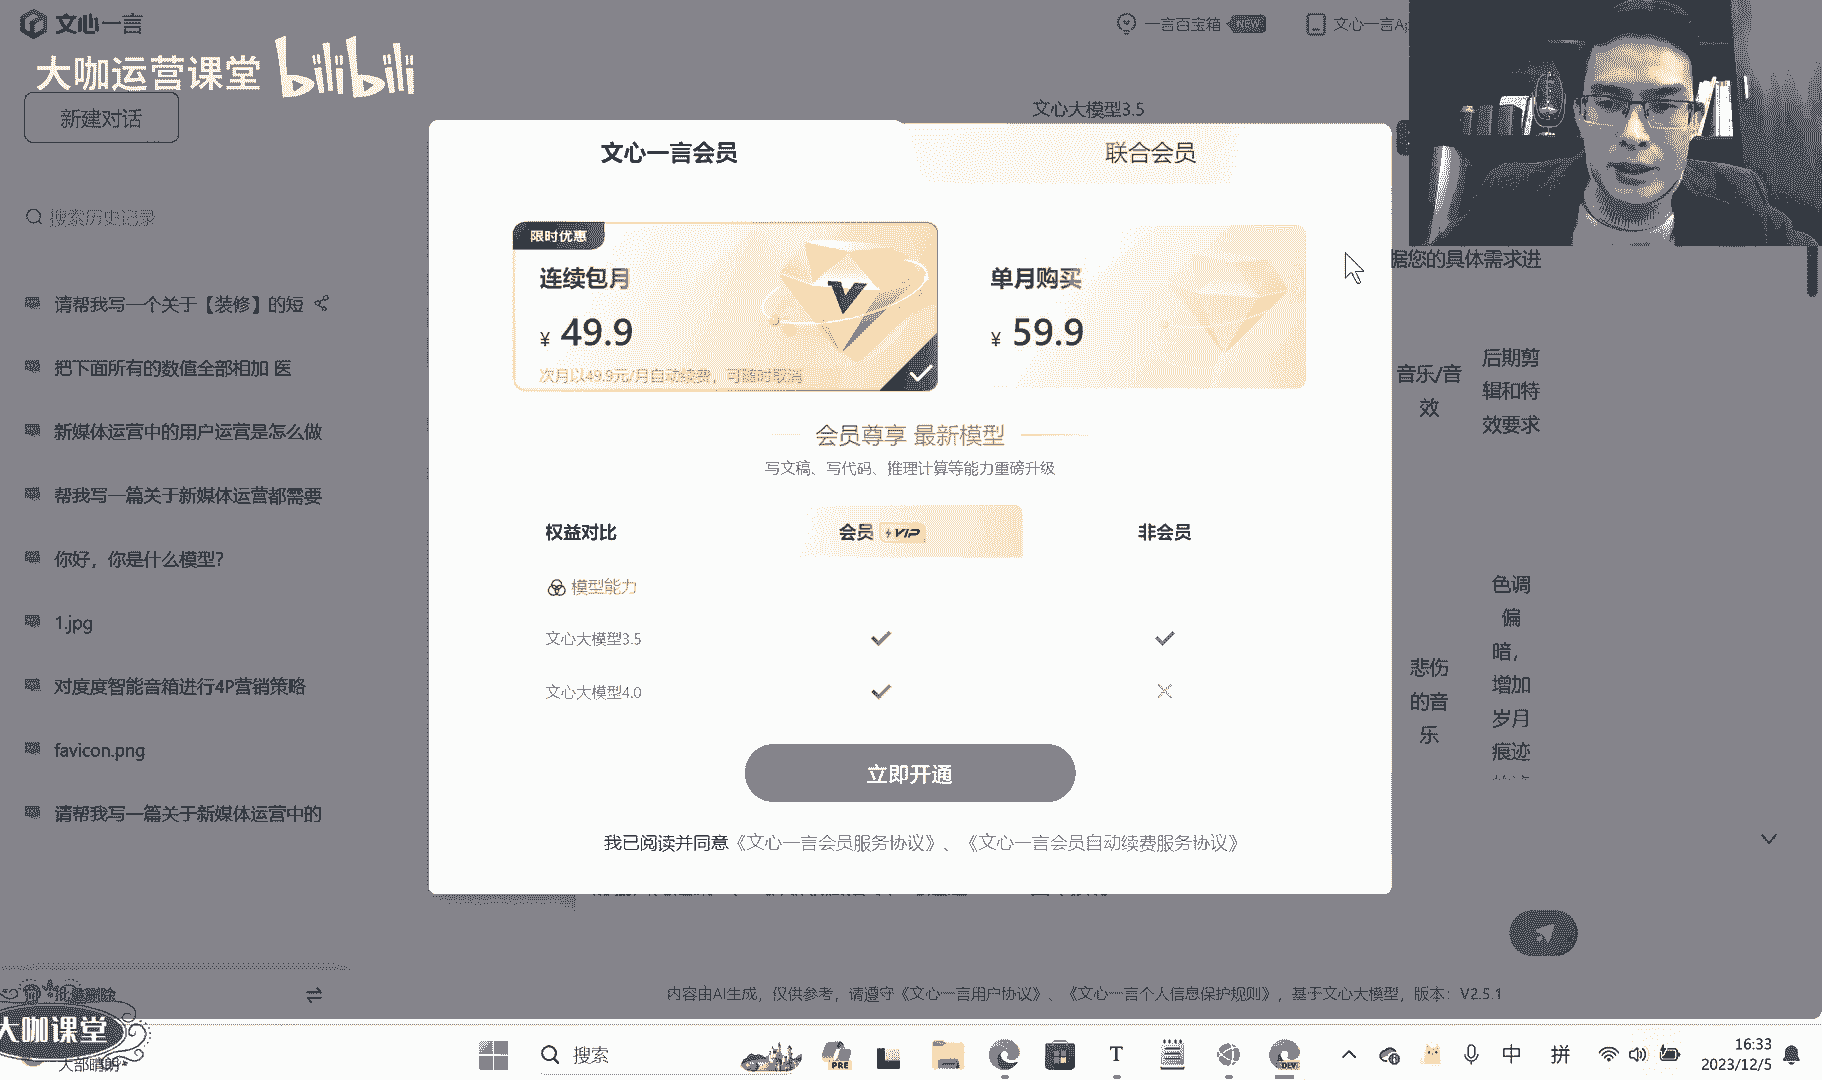 文心一言
一言百宝箱 NEW
文心一言Ap
大咖运营课堂 bilibili
新建对话
文心大模型3.5
文心一言会员
联合会员
搜索历史记录
限时优惠
连续包月
¥ 49.9
次月以49.9元/月自动续费，可随时取消
单月购买
¥ 59.9
据您的具体需求进
请帮我写一个关于【装修】的短
把下面所有的数值全部相加 医
新媒体运营中的用户运营是怎么做
帮我写一篇关于新媒体运营都需要
你好，你是什么模型?
1.jpg
对度度智能音箱进行4P营销策略
favicon.png
请帮我写一篇关于新媒体运营中的
音乐/音
效
后期剪
辑和特
效要求
会员尊享 最新模型
写文稿、写代码、推理计算等能力重磅升级
权益对比
会员 VIP
非会员
模型能力
文心大模型3.5
文心大模型4.0
悲伤
的音
乐
色调
偏
暗，
增加
岁月
痕迹
立即开通
我已阅读并同意《文心一言会员服务协议》、《文心一言会员自动续费服务协议》
批量删除
内容由AI生成，仅供参考，请遵守《文心一言用户协议》、《文心一言个人信息保护规则》，基于文心大模型，版本：V2.5.1
大咖课堂
大部晴朗
搜索
PRE
T
DEV
中
拼
16:33
2023/12/5